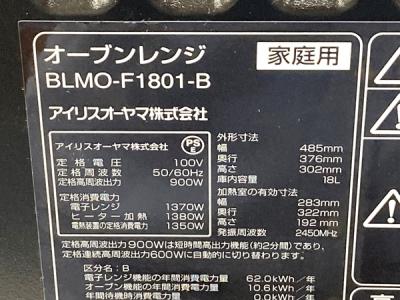 オーブンレンジ
家庭用
BLMO-F1801-B
アイリスオーヤマ株式会社
アイリスオーヤマ株式会社
PS
E
定格電圧 100V
定格周波数 50/60Hz
定格高周波出力 900W
定格消費電力
電子レンジ 1370W
ヒーター加熱 1380W
電熱装置の定格消費電力 1350W
外形寸法
幅 485mm
奥行 376mm
高さ 302mm
庫内容量 18L
加熱室の有効寸法
幅 283mm
奥行 322mm
高さ 192mm
発振周波数 2450MHz
定格高周波出力900Wは短時間高出力機能(約2分間)であり、
定格連続高周波出力600Wに自動的に切り替わります。
区分名：B
電子レンジ機能の年間消費電力量 62.0kWh/年
オーブン機能の年間消費電力量 10.6kWh/年
年間待機時消費電力量 0.0kWh/年